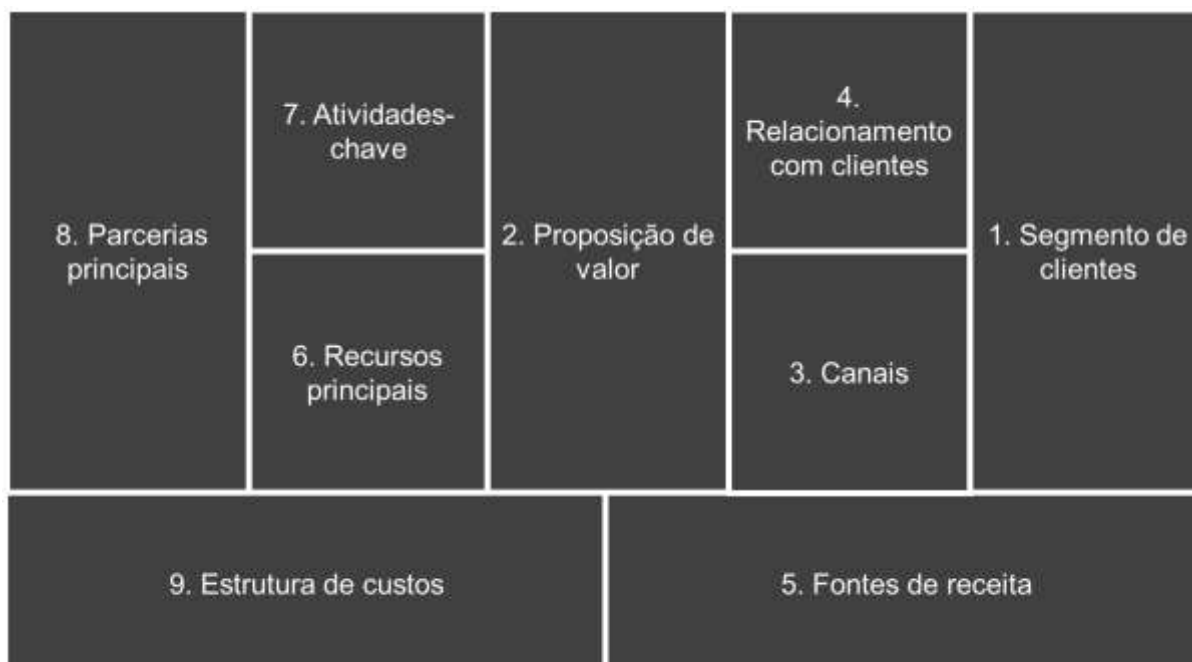 8. Parcerias
principais
7. Atividades-
chave
6. Recursos
principais
2. Proposição de
valor
4.
Relacionamento
com clientes
3. Canais
1. Segmento de
clientes
9. Estrutura de custos
5. Fontes de receita